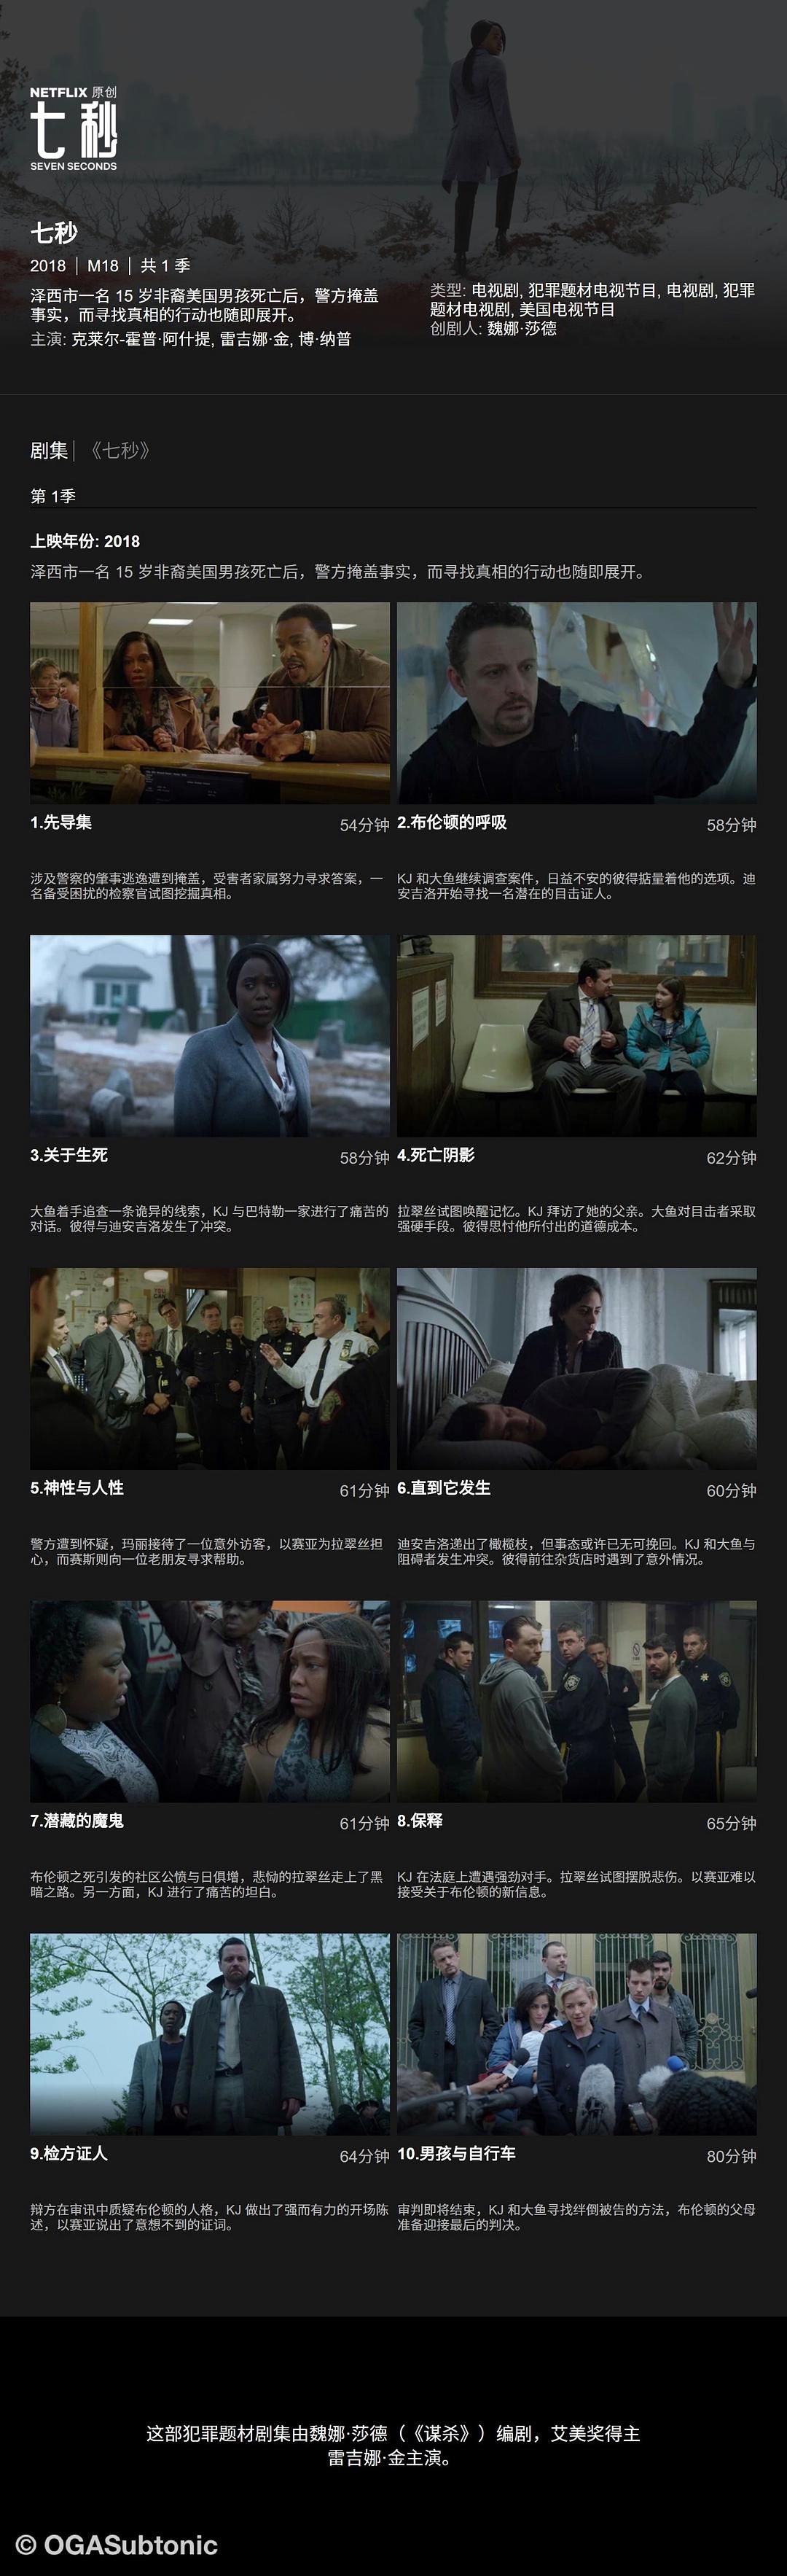 NETFLIX 原创
七秒
SEVEN SECONDS
七秒
2018 | M18 | 共 1 季
泽西市一名 15 岁非裔美国男孩死亡后，警方掩盖
事实，而寻找真相的行动也随即展开。
主演: 克莱尔-霍普·阿什提, 雷吉娜·金, 博·纳普
类型: 电视剧, 犯罪题材电视节目, 电视剧, 犯罪
题材电视剧, 美国电视节目
创剧人: 魏娜·莎德
剧集 | 《七秒》
第 1季
上映年份: 2018
泽西市一名 15 岁非裔美国男孩死亡后，警方掩盖事实，而寻找真相的行动也随即展开。
1.先导集 54分钟
涉及警察的肇事逃逸遭到掩盖，受害者家属努力寻求答案，一
名备受困扰的检察官试图挖掘真相。
2.布伦顿的呼吸 58分钟
KJ 和大鱼继续调查案件，日益不安的彼得掂量着他的选项。迪
安吉洛开始寻找一名潜在的目击证人。
3.关于生死 58分钟
大鱼着手追查一条诡异的线索，KJ 与巴特勒一家进行了痛苦的
对话。彼得与迪安吉洛发生了冲突。
4.死亡阴影 62分钟
拉翠丝试图唤醒记忆。KJ 拜访了她的父亲。大鱼对目击者采取
强硬手段。彼得思忖他所付出的道德成本。
5.神性与人性 61分钟
警方遭到怀疑，玛丽接待了一位意外访客，以赛亚为拉翠丝担
心，而赛斯则向一位老朋友寻求帮助。
6.直到它发生 60分钟
迪安吉洛递出了橄榄枝，但事态或许已无可挽回。KJ 和大鱼与
阻碍者发生冲突。彼得前往杂货店时遇到了意外情况。
7.潜藏的魔鬼 61分钟
布伦顿之死引发的社区公愤与日俱增，悲恸的拉翠丝走上了黑
暗之路。另一方面，KJ 进行了痛苦的坦白。
8.保释 65分钟
KJ 在法庭上遭遇强劲对手。拉翠丝试图摆脱悲伤。以赛亚难以
接受关于布伦顿的新信息。
9.检方证人 64分钟
辩方在审讯中质疑布伦顿的人格，KJ 做出了强而有力的开场陈
述，以赛亚说出了意想不到的证词。
10.男孩与自行车 80分钟
审判即将结束，KJ 和大鱼寻找绊倒被告的方法，布伦顿的父母
准备迎接最后的判决。
这部犯罪题材剧集由魏娜·莎德（《谋杀》）编剧，艾美奖得主
雷吉娜·金主演。
© OGASubtonic